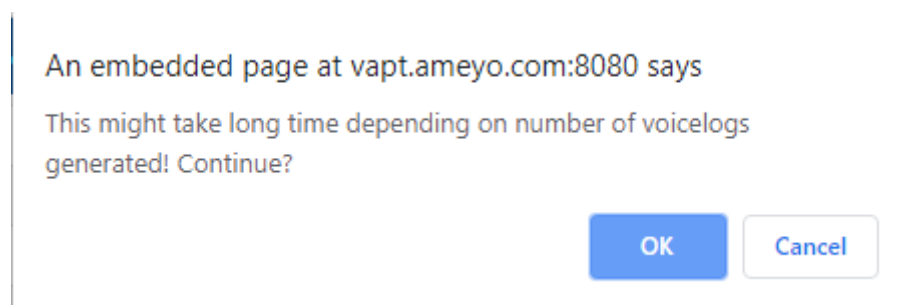 An embedded page at vapt.ameyo.com:8080 says
This might take long time depending on number of voicelogs
generated! Continue?
OK
Cancel